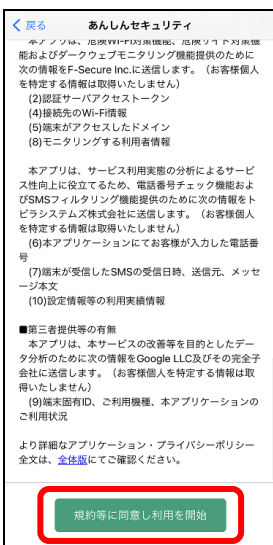 戻る
あんしんセキュリティ
本アプリは、危険Wi-Fi対策機能、危険サイト対策機
能およびダークウェブモニタリング機能提供のために
次の情報をF-Secure Inc.に送信します。（お客様個人
を特定する情報は取得いたしません）
(2)認証サーバアクセストークン
(4)接続先のWi-Fi情報
(5)端末がアクセスしたドメイン
(8)モニタリングする利用者情報
本アプリは、サービス利用実態の分析によるサービ
ス性向上に役立てるため、電話番号チェック機能およ
びSMSフィルタリング機能提供のために次の情報をト
ビラシステムズ株式会社に送信します。（お客様個人
を特定する情報は取得いたしません）
(6)本アプリケーションにてお客様が入力した電話番
号
(7)端末が受信したSMSの受信日時、送信元、メッセ
ージ本文
(10)設定情報等の利用実績情報
■第三者提供等の有無
本アプリは、本サービスの改善等を目的としたデー
タ分析のために次の情報をGoogle LLC及びその完全子
会社に送信します。（お客様個人を特定する情報は取
得いたしません）
(9)端末固有ID、ご利用機種、本アプリケーションの
ご利用状況
より詳細なアプリケーション・プライバシーポリシー
全文は、全体版にてご確認ください。
規約等に同意し利用を開始